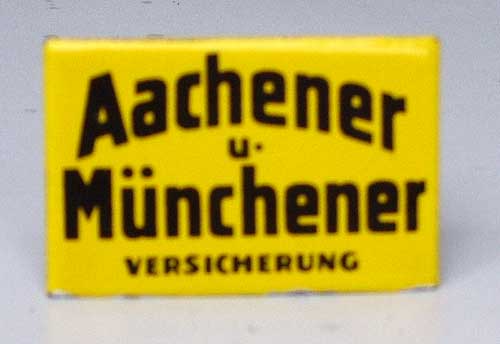 Aachener
u.
Münchener
VERSICHERUNG